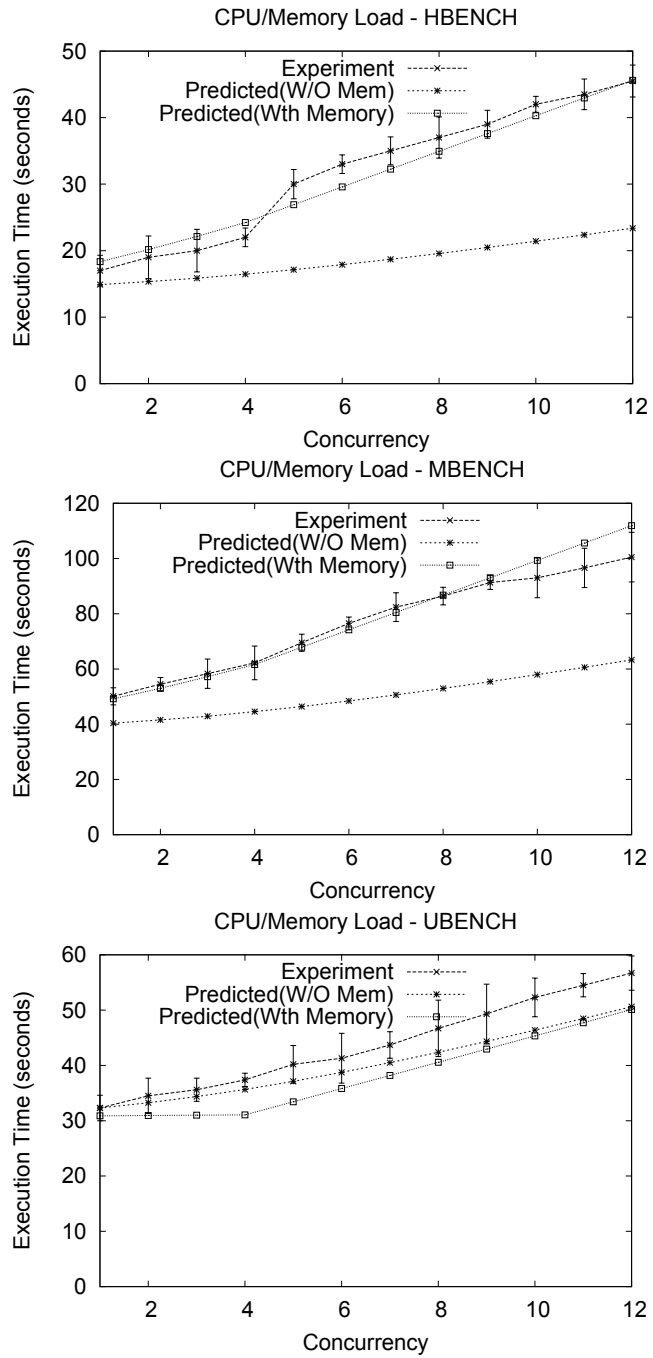 CPU/Memory Load - HBENCH
50
40
30
20
10
0
Execution Time (seconds)
Experiment
Predicted(W/O Mem)
Predicted(Wth Memory)
2 4 6 8 10 12
Concurrency
CPU/Memory Load - MBENCH
120
100
80
60
40
20
0
Execution Time (seconds)
Experiment
Predicted(W/O Mem)
Predicted(Wth Memory)
2 4 6 8 10 12
Concurrency
CPU/Memory Load - UBENCH
60
50
40
30
20
10
0
Execution Time (seconds)
Experiment
Predicted(W/O Mem)
Predicted(Wth Memory)
2 4 6 8 10 12
Concurrency